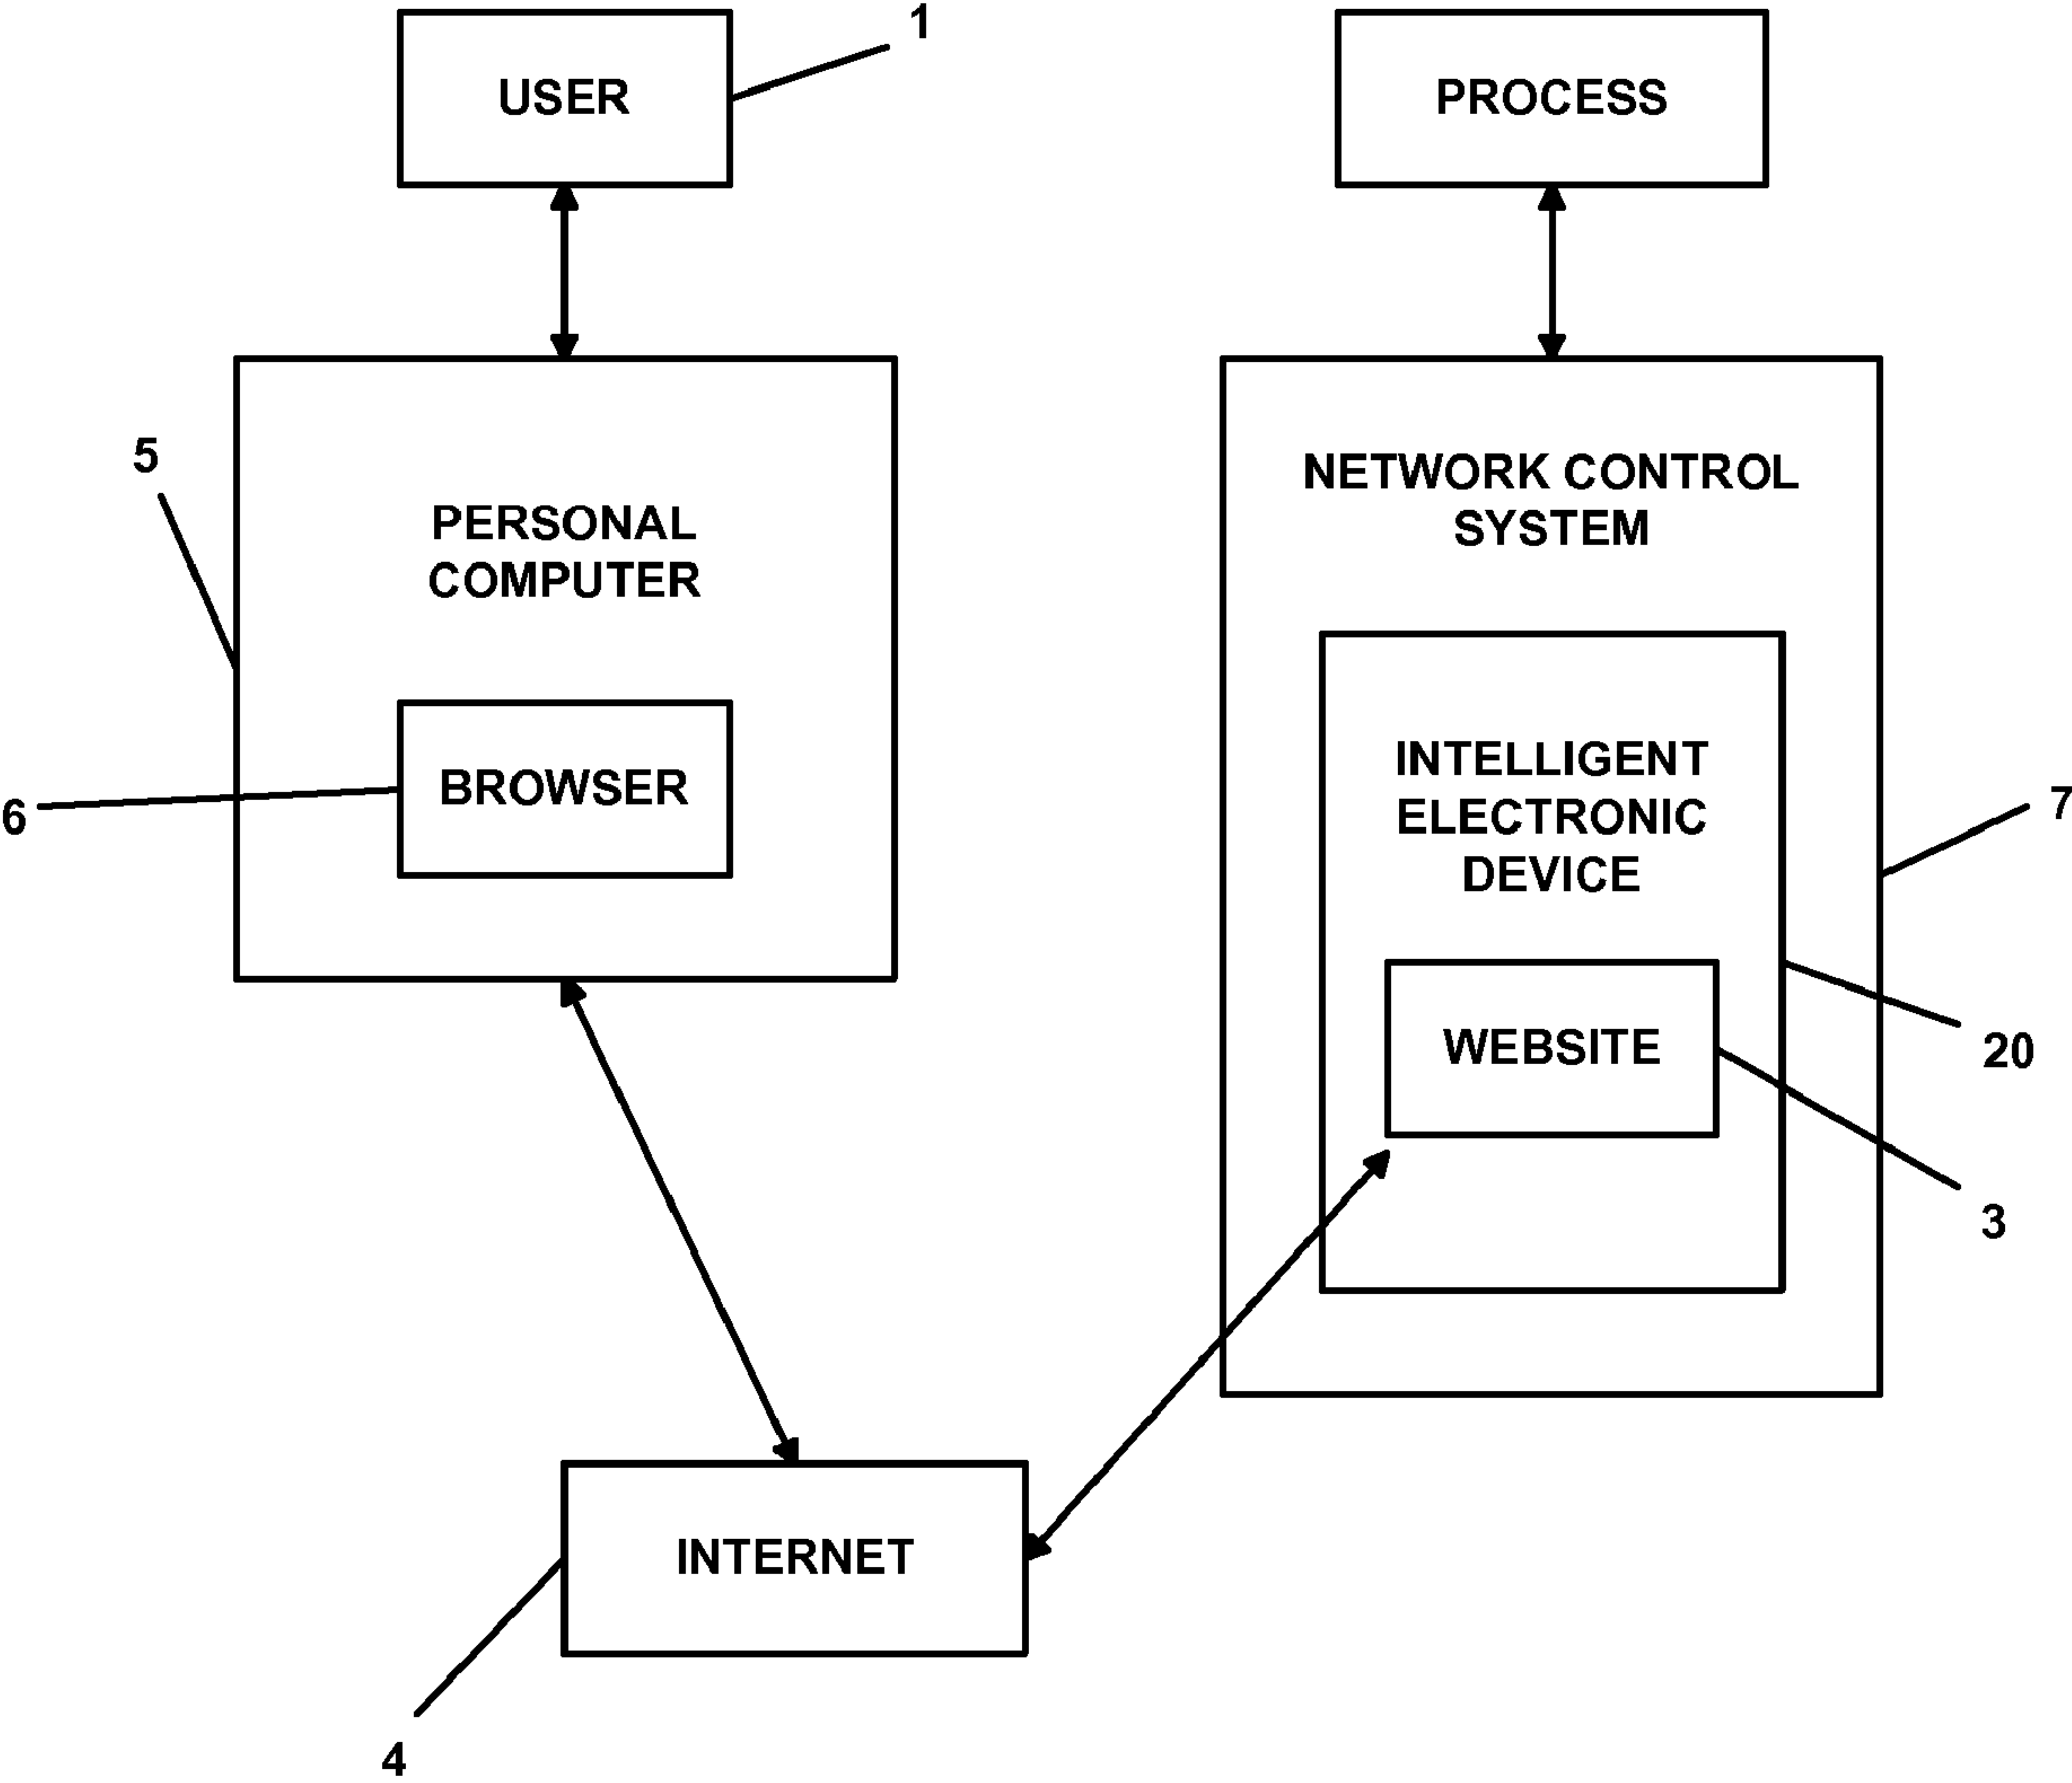 1
USER
PROCESS
5
PERSONAL
COMPUTER
NETWORK CONTROL
SYSTEM
6
BROWSER
INTELLIGENT
ELECTRONIC
DEVICE
7
WEBSITE
20
3
INTERNET
4